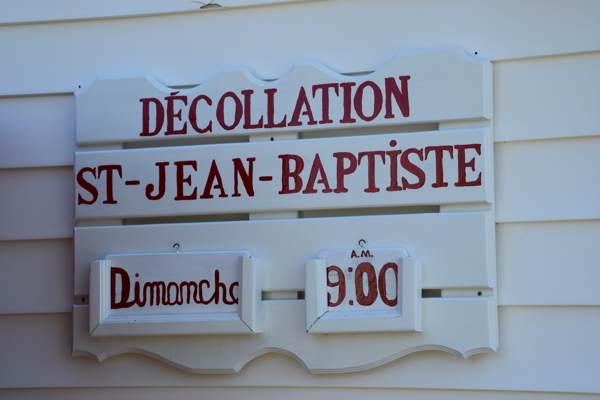 DÉCOLLATION
ST-JEAN-BAPTISTE
Dimanche
A.M.
9:00